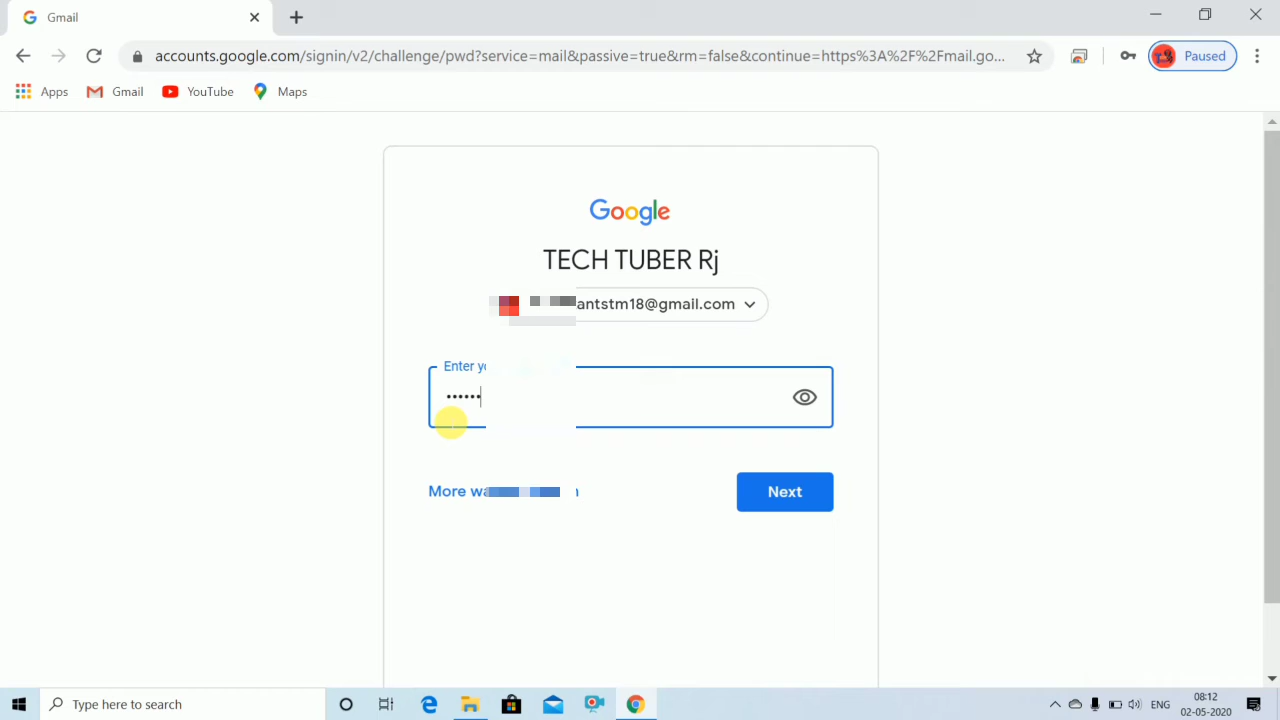 Gmail
accounts.google.com/signin/v2/challenge/pwd?service=mail&passive=true&rm=false&continue=https%3A%2F%2Fmail.go...
Paused
Apps Gmail YouTube Maps
Google
TECH TUBER Rj
antstm18@gmail.com
Enter
More
Next
Type here to search
ENG
08:12
02-05-2020